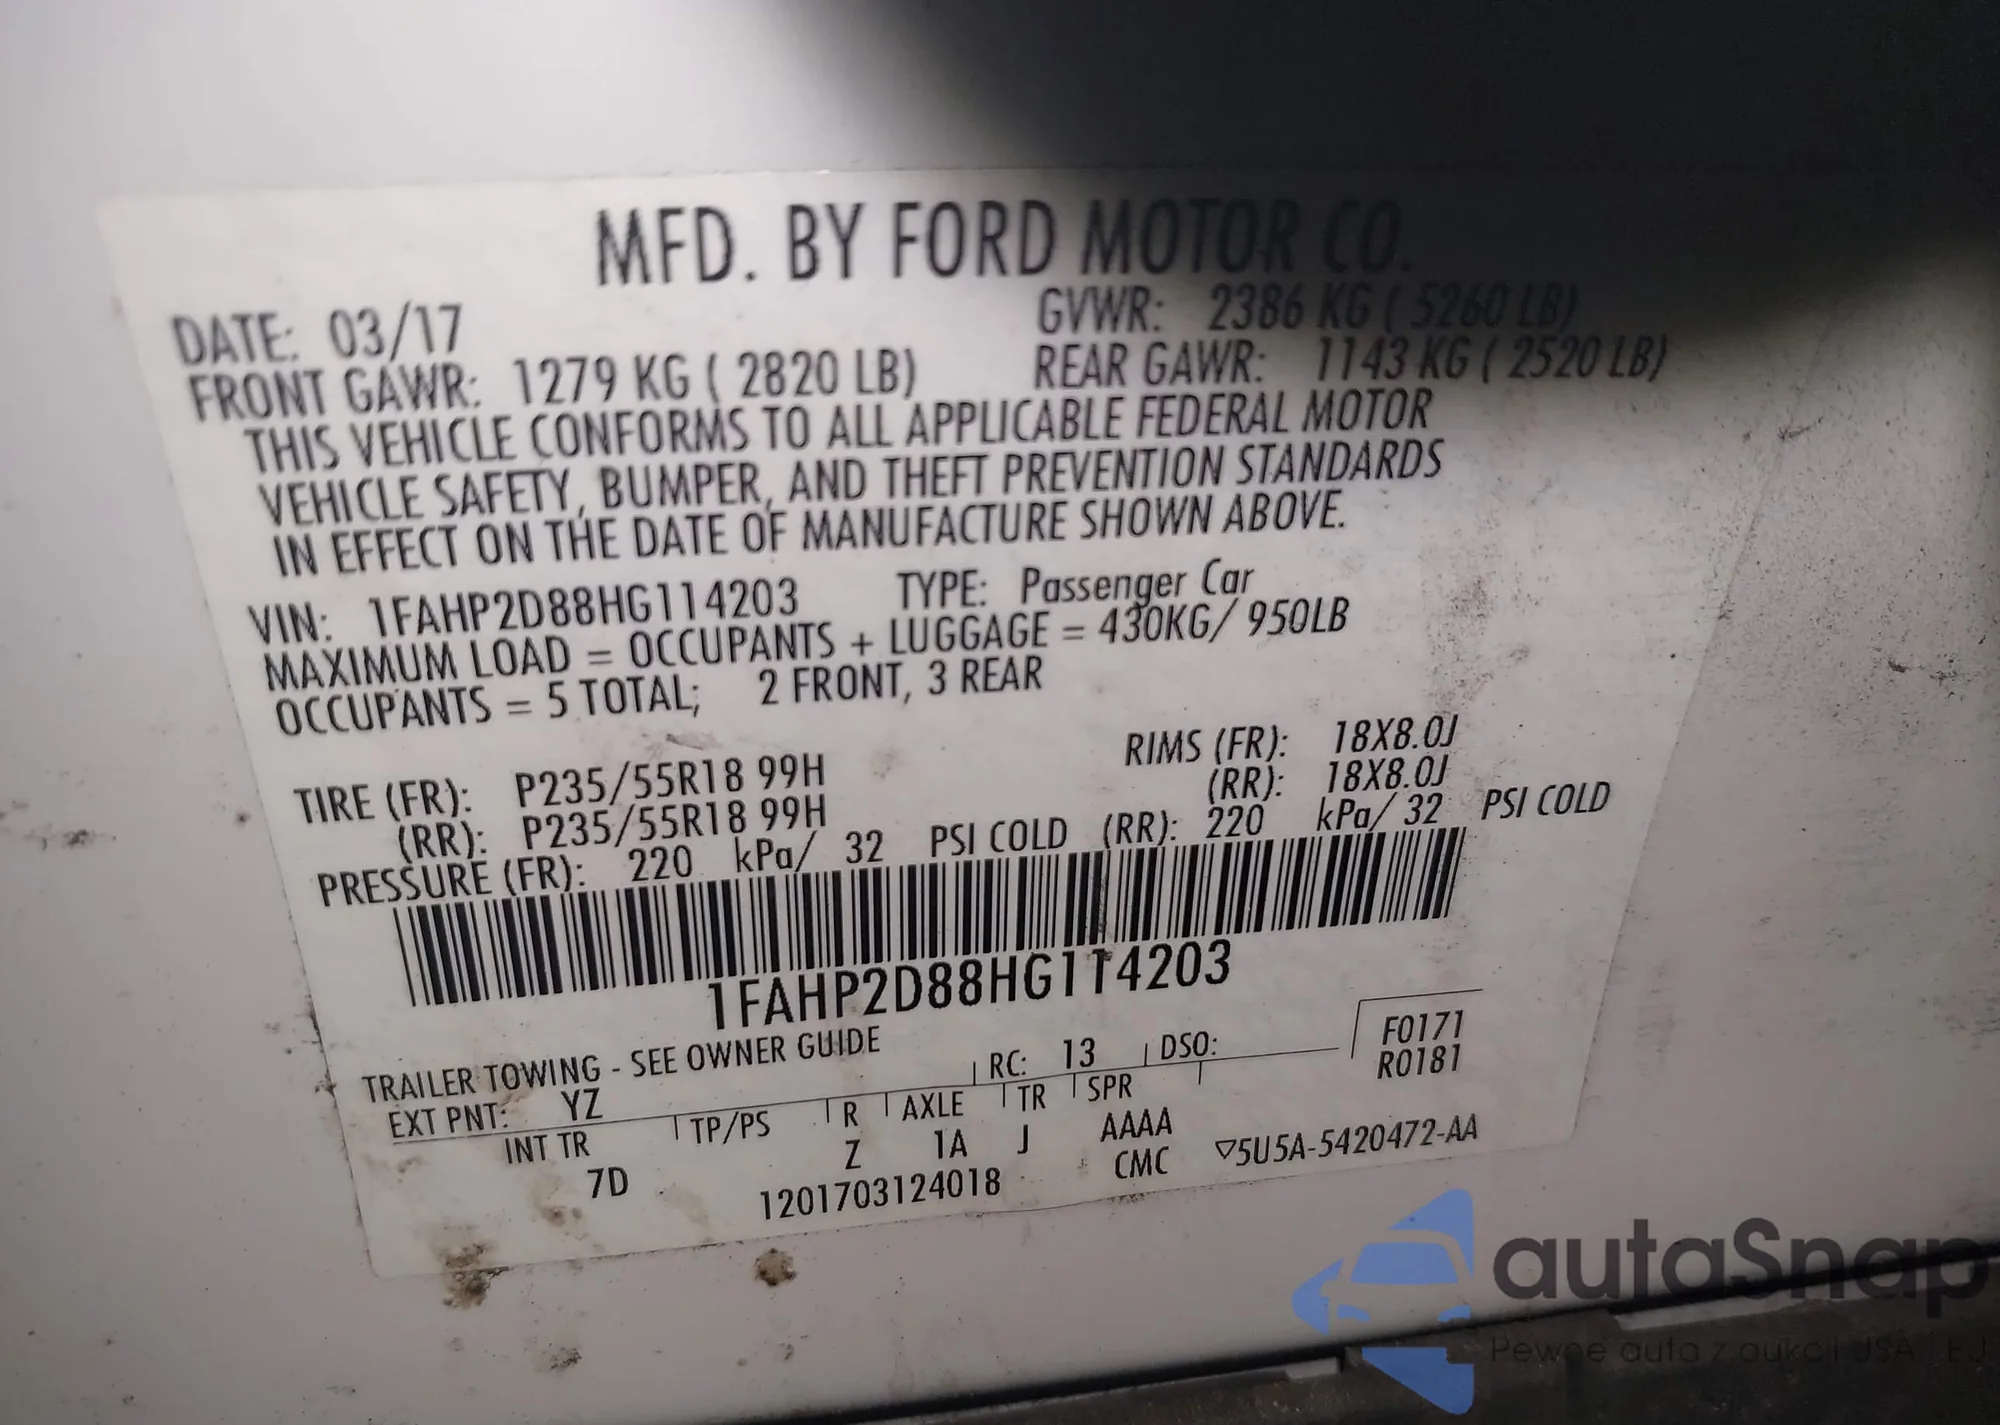 MFD. BY FORD MOTOR CO.
DATE: 03/17 GVWR: 2386 KG ( 5260 LB)
FRONT GAWR: 1279 KG ( 2820 LB) REAR GAWR: 1143 KG ( 2520 LB)
THIS VEHICLE CONFORMS TO ALL APPLICABLE FEDERAL MOTOR
VEHICLE SAFETY, BUMPER, AND THEFT PREVENTION STANDARDS
IN EFFECT ON THE DATE OF MANUFACTURE SHOWN ABOVE.
VIN: 1FAHP2D88HG114203 TYPE: Passenger Car
MAXIMUM LOAD = OCCUPANTS + LUGGAGE = 430KG/ 950LB
OCCUPANTS = 5 TOTAL; 2 FRONT, 3 REAR
TIRE (FR): P235/55R18 99H RIMS (FR): 18X8.0J
(RR): P235/55R18 99H (RR): 18X8.0J
PRESSURE (FR): 220 kPa/ 32 PSI COLD (RR): 220 kPa/ 32 PSI COLD
1FAHP2D88HG114203
TRAILER TOWING - SEE OWNER GUIDE
EXT PNT: YZ RC: 13 DSO: F0171
R0181
INT TR TP/PS R AXLE TR SPR
7D Z 1A J AAAA
1201703124018 CMC ▽5U5A-5420472-AA
autaSnap
Pewne auta z aukcji USA i EU